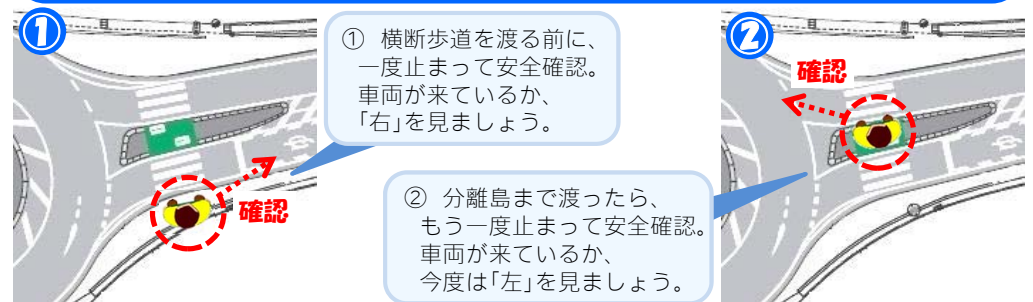 ①
① 横断歩道を渡る前に、
一度止まって安全確認。
車両が来ているか、
「右」を見ましょう。
確認
②
確認
② 分離島まで渡ったら、
もう一度止まって安全確認。
車両が来ているか、
今度は「左」を見ましょう。